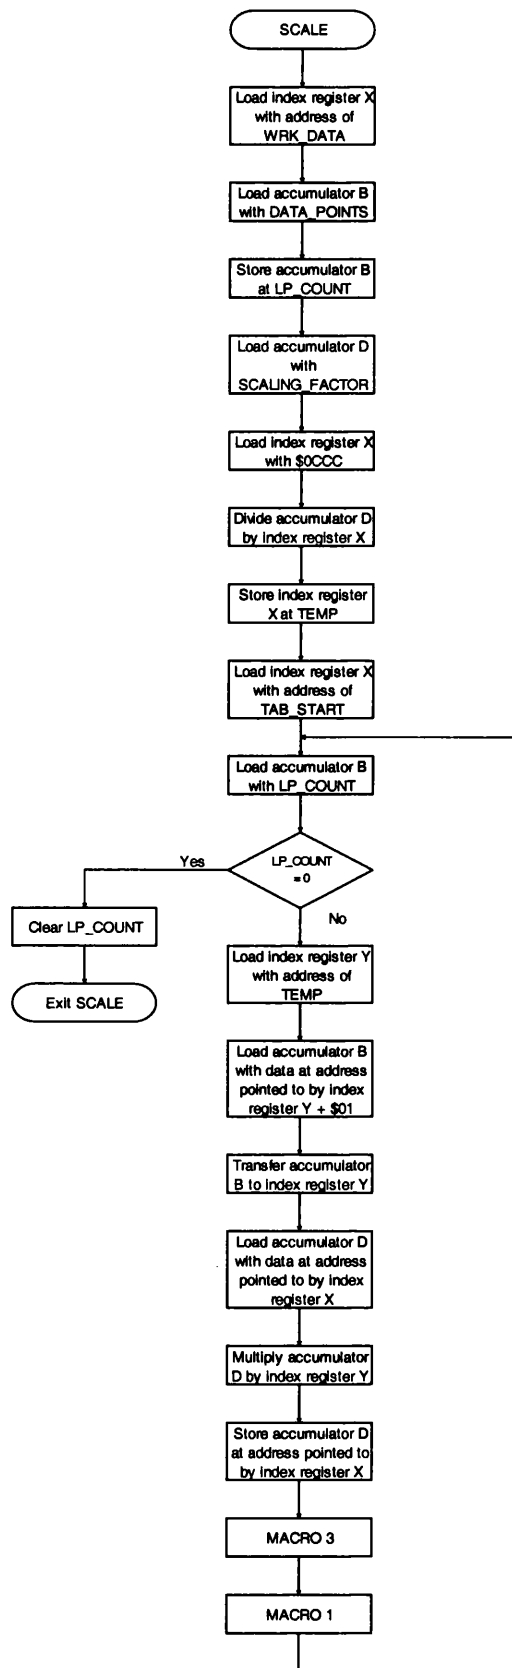 SCALE
Load index register X
with address of
WRK_DATA
Load accumulator B
with DATA_POINTS
Store accumulator B
at LP_COUNT
Load accumulator D
with
SCALING_FACTOR
Load index register X
with $0CCC
Divide accumulator D
by index register X
Store index register
X at TEMP
Load index register X
with address of
TAB_START
Load accumulator B
with LP_COUNT
LP_COUNT
= 0
Yes
No
Clear LP_COUNT
Exit SCALE
Load index register Y
with address of
TEMP
Load accumulator B
with data at address
pointed to by index
register Y + $01
Transfer accumulator
B to index register Y
Load accumulator D
with data at address
pointed to by index
register X
Multiply accumulator
D by index register Y
Store accumulator D
at address pointed to
by index register X
MACRO 3
MACRO 1